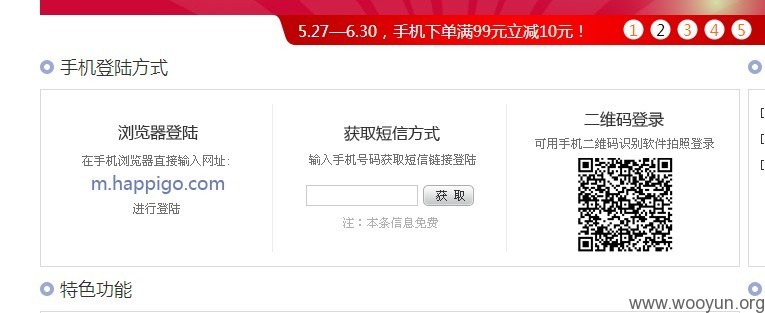 5.27—6.30，手机下单满99元立减10元！
1 2 3 4 5
手机登陆方式
浏览器登陆
在手机浏览器直接输入网址:
m.happigo.com
进行登陆
获取短信方式
输入手机号码获取短信链接登陆
获 取
注：本条信息免费
二维码登录
可用手机二维码识别软件拍照登录
特色功能
www.wooyun.org